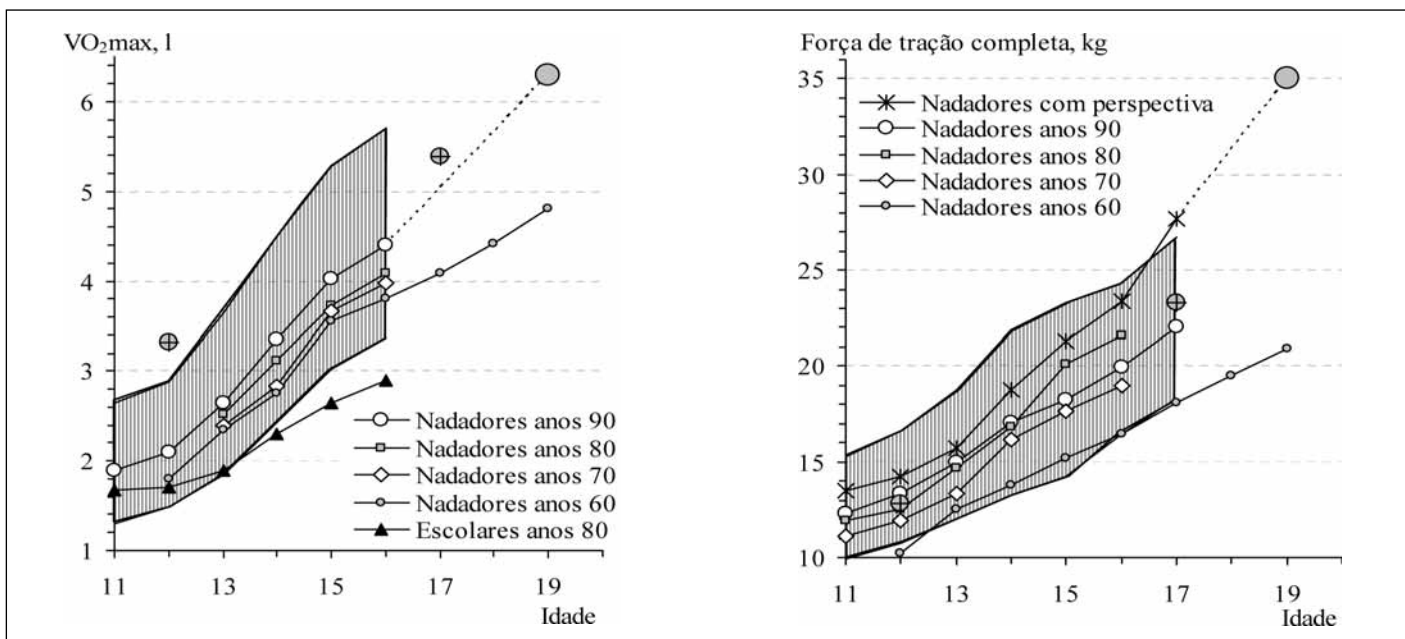 VO₂max, l
6
5
4
3
2
1
Nadadores anos 90
Nadadores anos 80
Nadadores anos 70
Nadadores anos 60
Escolares anos 80
11 13 15 17 19
Idade
Força de tração completa, kg
35
30
25
20
15
10
Nadadores com perspectiva
Nadadores anos 90
Nadadores anos 80
Nadadores anos 70
Nadadores anos 60
11 13 15 17 19
Idade